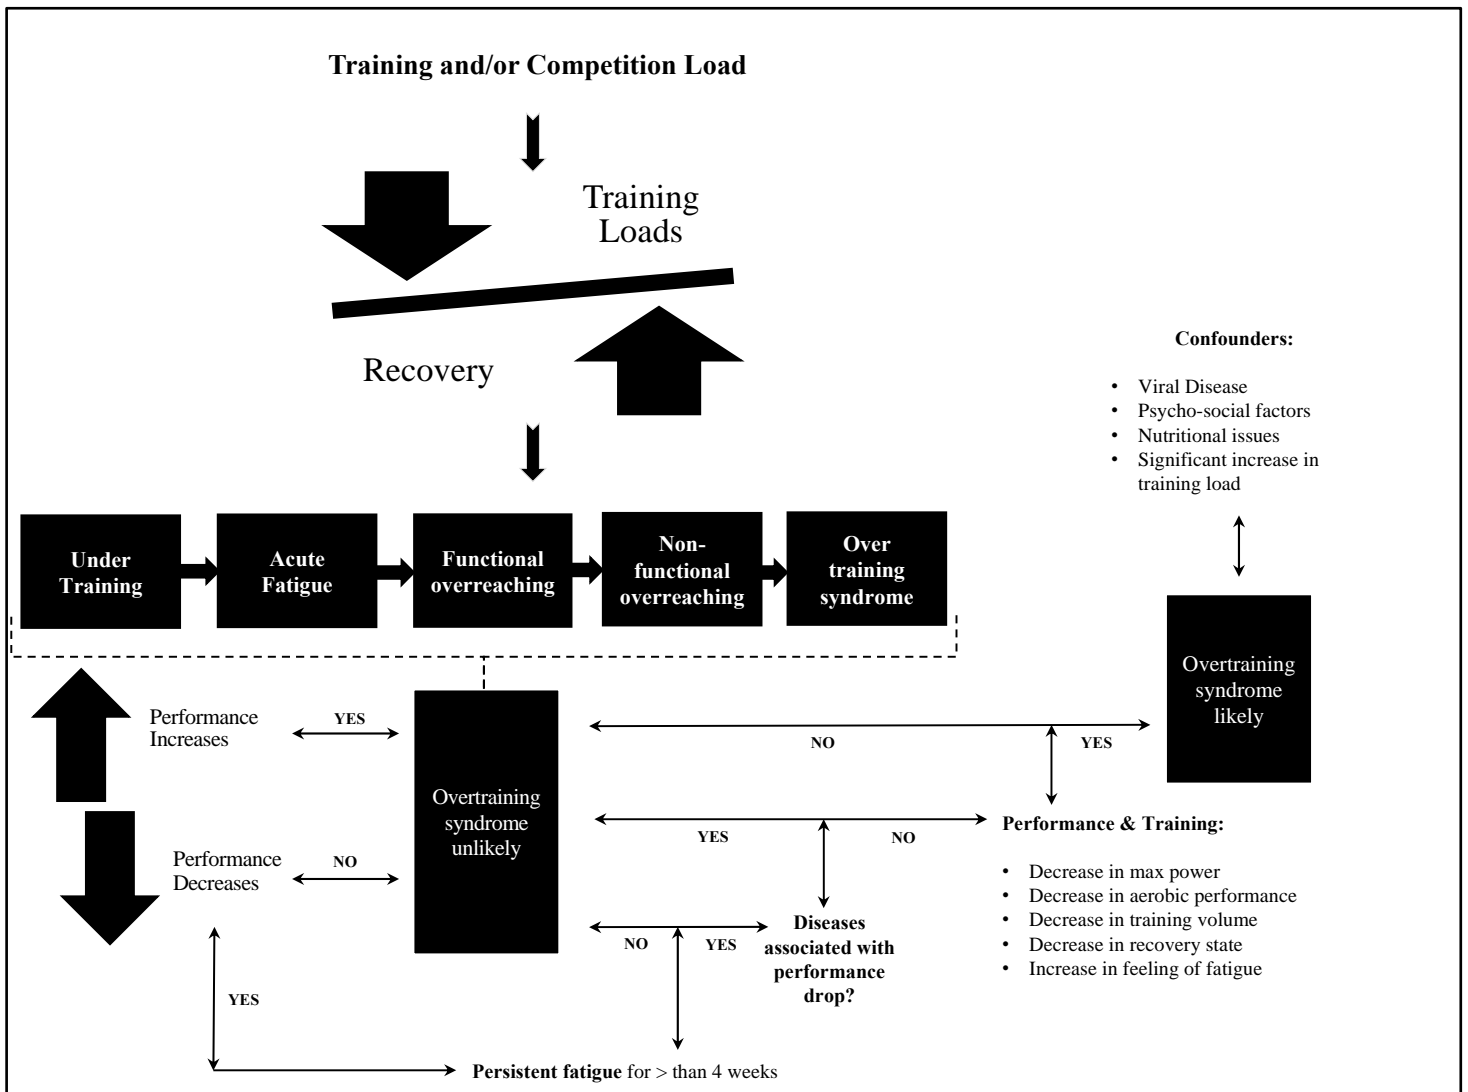 Training and/or Competition Load
Training
Loads
Recovery
Confounders:
• Viral Disease
• Psycho-social factors
• Nutritional issues
• Significant increase in
training load
Under
Training
Acute
Fatigue
Functional
overreaching
Non-
functional
overreaching
Over
training
syndrome
Overtraining
syndrome
likely
Performance
Increases
YES
Overtraining
syndrome
unlikely
NO
YES
Performance
Decreases
NO
YES
NO
Performance & Training:
• Decrease in max power
• Decrease in aerobic performance
• Decrease in training volume
• Decrease in recovery state
• Increase in feeling of fatigue
NO
YES
Diseases
associated with
performance
drop?
YES
Persistent fatigue for > than 4 weeks